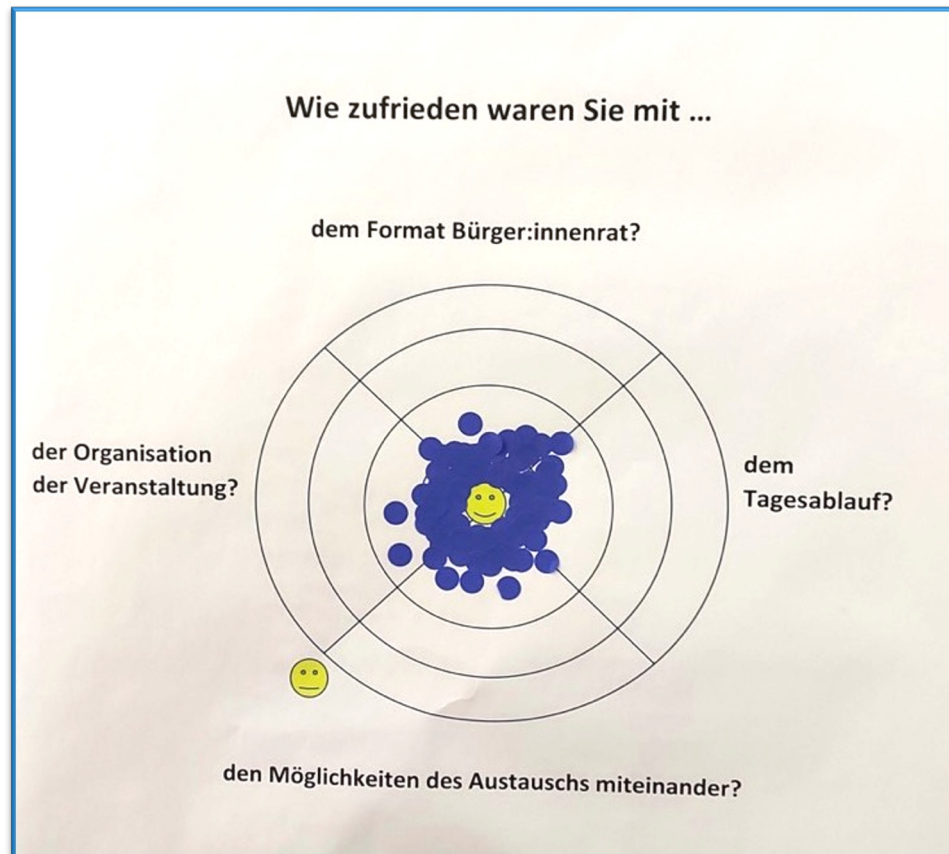 Wie zufrieden waren Sie mit ...
dem Format Bürger:innenrat?
der Organisation
der Veranstaltung?
dem
Tagesablauf?
den Möglichkeiten des Austauschs miteinander?